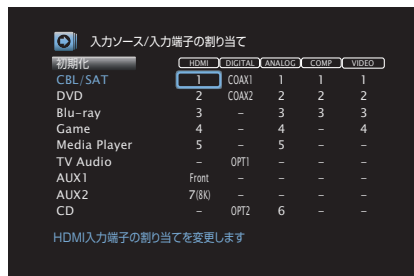 入力ソース/入力端子の割り当て
初期化 HDMI DIGITAL ANALOG COMP VIDEO
CBL/SAT 1 COAX1 1 1 1
DVD 2 COAX2 2 2 2
Blu-ray 3 – 3 3 3
Game 4 – 4 – 4
Media Player 5 – 5 – –
TV Audio – OPT1 – – –
AUX1 Front – – – –
AUX2 7(8K) – – – –
CD – OPT2 6 – –
HDMI入力端子の割り当てを変更します